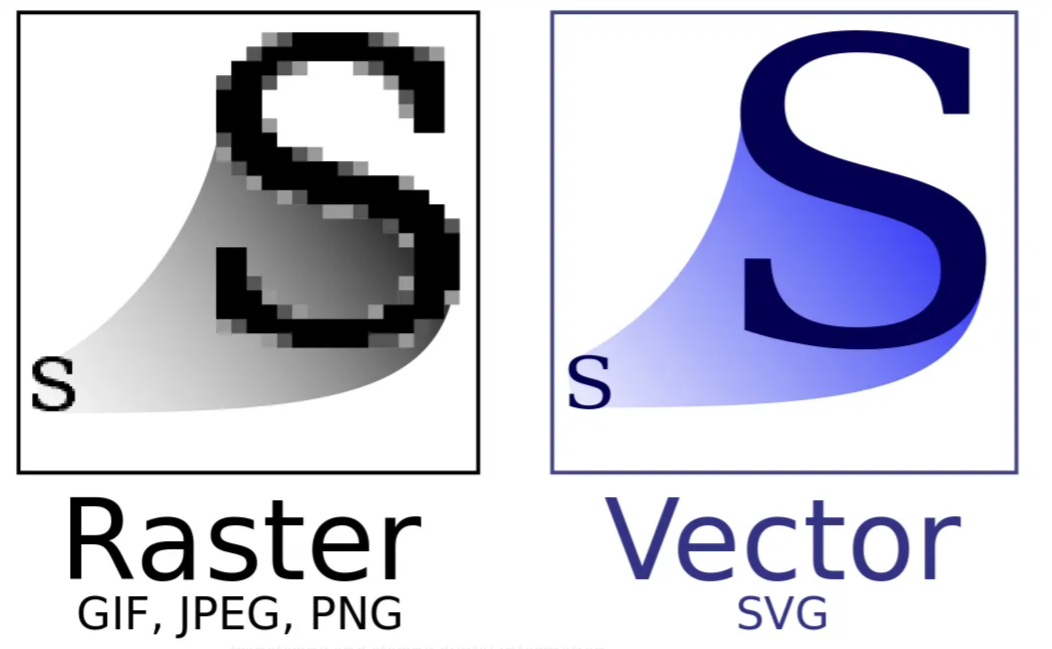 S
S
Raster
GIF, JPEG, PNG
S
S
Vector
SVG